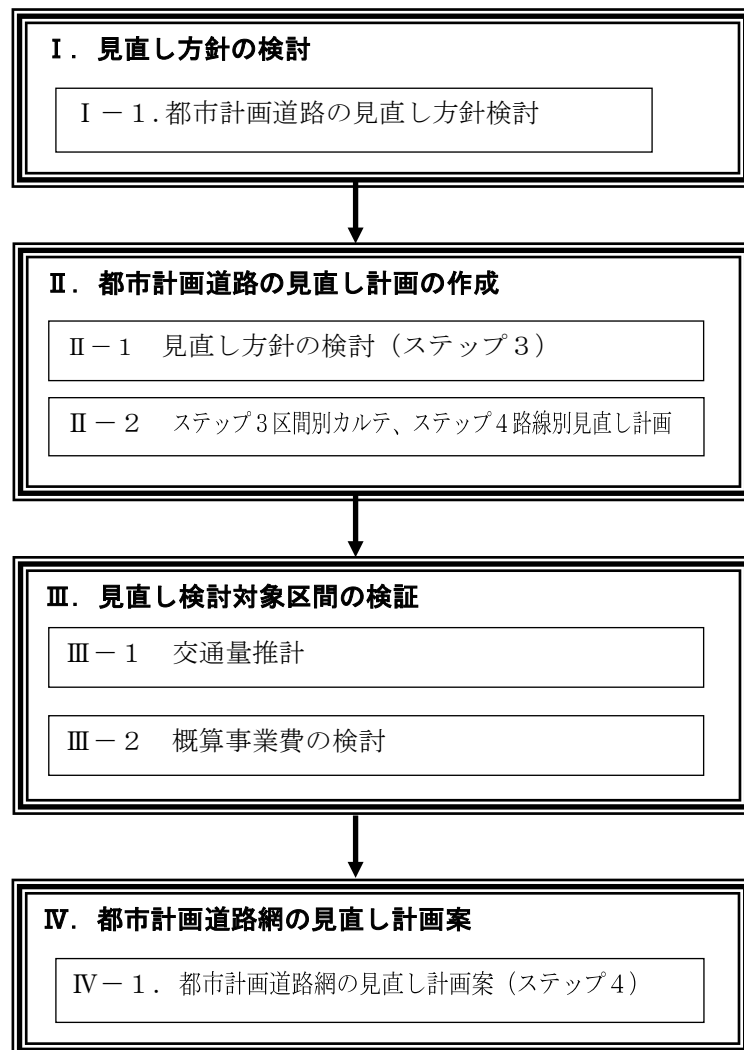 Ⅰ．見直し方針の検討
Ⅰ－１.都市計画道路の見直し方針検討
Ⅱ．都市計画道路の見直し計画の作成
Ⅱ－１　見直し方針の検討（ステップ３）
Ⅱ－２　ステップ３区間別カルテ、ステップ４路線別見直し計画
Ⅲ．見直し検討対象区間の検証
Ⅲ－１　交通量推計
Ⅲ－２　概算事業費の検討
Ⅳ．都市計画道路網の見直し計画案
Ⅳ－１．都市計画道路網の見直し計画案（ステップ４）